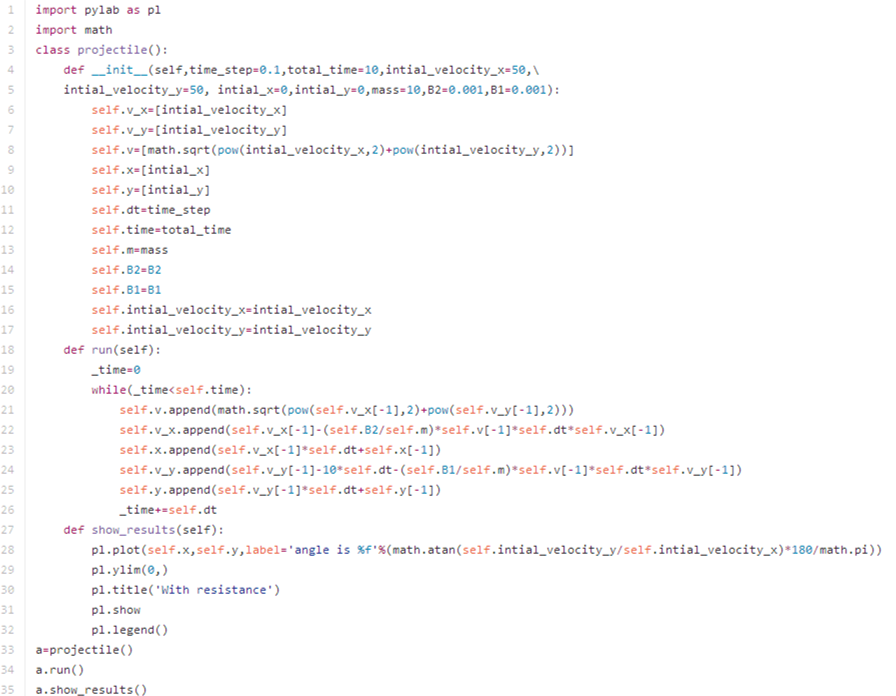 1 import pylab as pl
2 import math
3 class projectile():
4     def __init__(self,time_step=0.1,total_time=10,intial_velocity_x=50,\
5     intial_velocity_y=50, intial_x=0,intial_y=0,mass=10,B2=0.001,B1=0.001):
6         self.v_x=[intial_velocity_x]
7         self.v_y=[intial_velocity_y]
8         self.v=[math.sqrt(pow(intial_velocity_x,2)+pow(intial_velocity_y,2))]
9         self.x=[intial_x]
10         self.y=[intial_y]
11         self.dt=time_step
12         self.time=total_time
13         self.m=mass
14         self.B2=B2
15         self.B1=B1
16         self.intial_velocity_x=intial_velocity_x
17         self.intial_velocity_y=intial_velocity_y
18     def run(self):
19         _time=0
20         while(_time<self.time):
21             self.v.append(math.sqrt(pow(self.v_x[-1],2)+pow(self.v_y[-1],2)))
22             self.v_x.append(self.v_x[-1]-(self.B2/self.m)*self.v[-1]*self.dt*self.v_x[-1])
23             self.x.append(self.v_x[-1]*self.dt+self.x[-1])
24             self.v_y.append(self.v_y[-1]-10*self.dt-(self.B1/self.m)*self.v[-1]*self.dt*self.v_y[-1])
25             self.y.append(self.v_y[-1]*self.dt+self.y[-1])
26             _time+=self.dt
27     def show_results(self):
28         pl.plot(self.x,self.y,label='angle is %f'%(math.atan(self.intial_velocity_y/self.intial_velocity_x)*180/math.pi))
29         pl.ylim(0,)
30         pl.title('With resistance')
31         pl.show
32         pl.legend()
33 a=projectile()
34 a.run()
35 a.show_results()